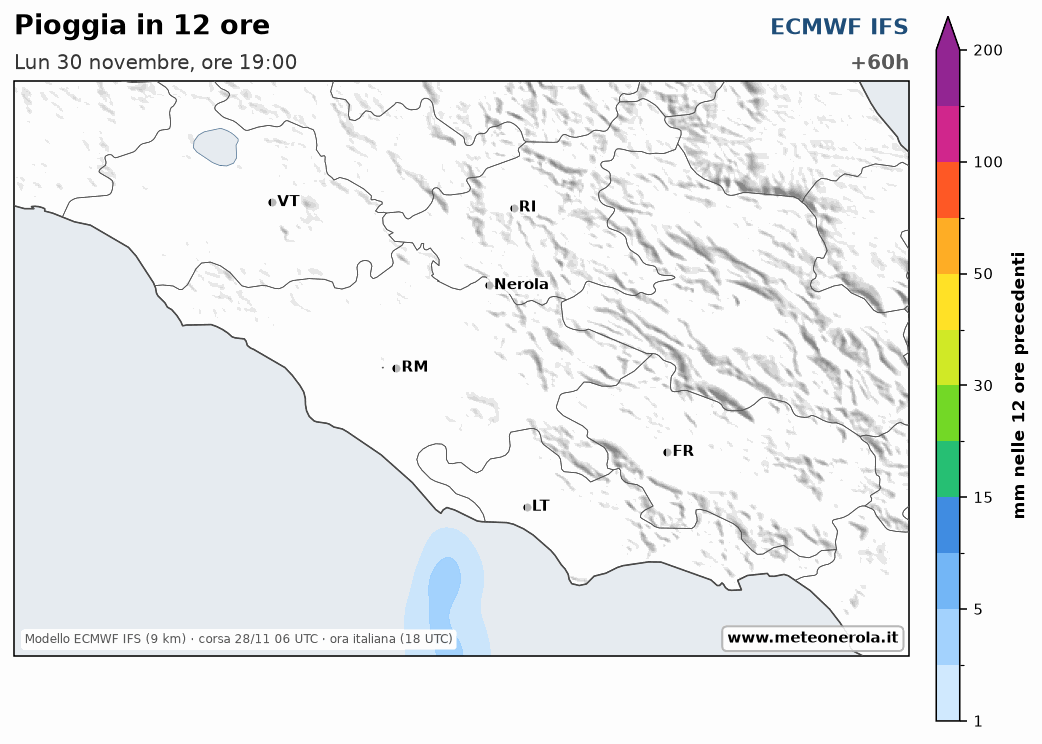 Pioggia in 12 ore
ECMWF IFS
Lun 30 novembre, ore 19:00
+60h
VT
RI
Nerola
RM
FR
LT
Modello ECMWF IFS (9 km) · corsa 28/11 06 UTC · ora italiana (18 UTC)
www.meteonerola.it
200
100
50
30
15
5
1
mm nelle 12 ore precedenti